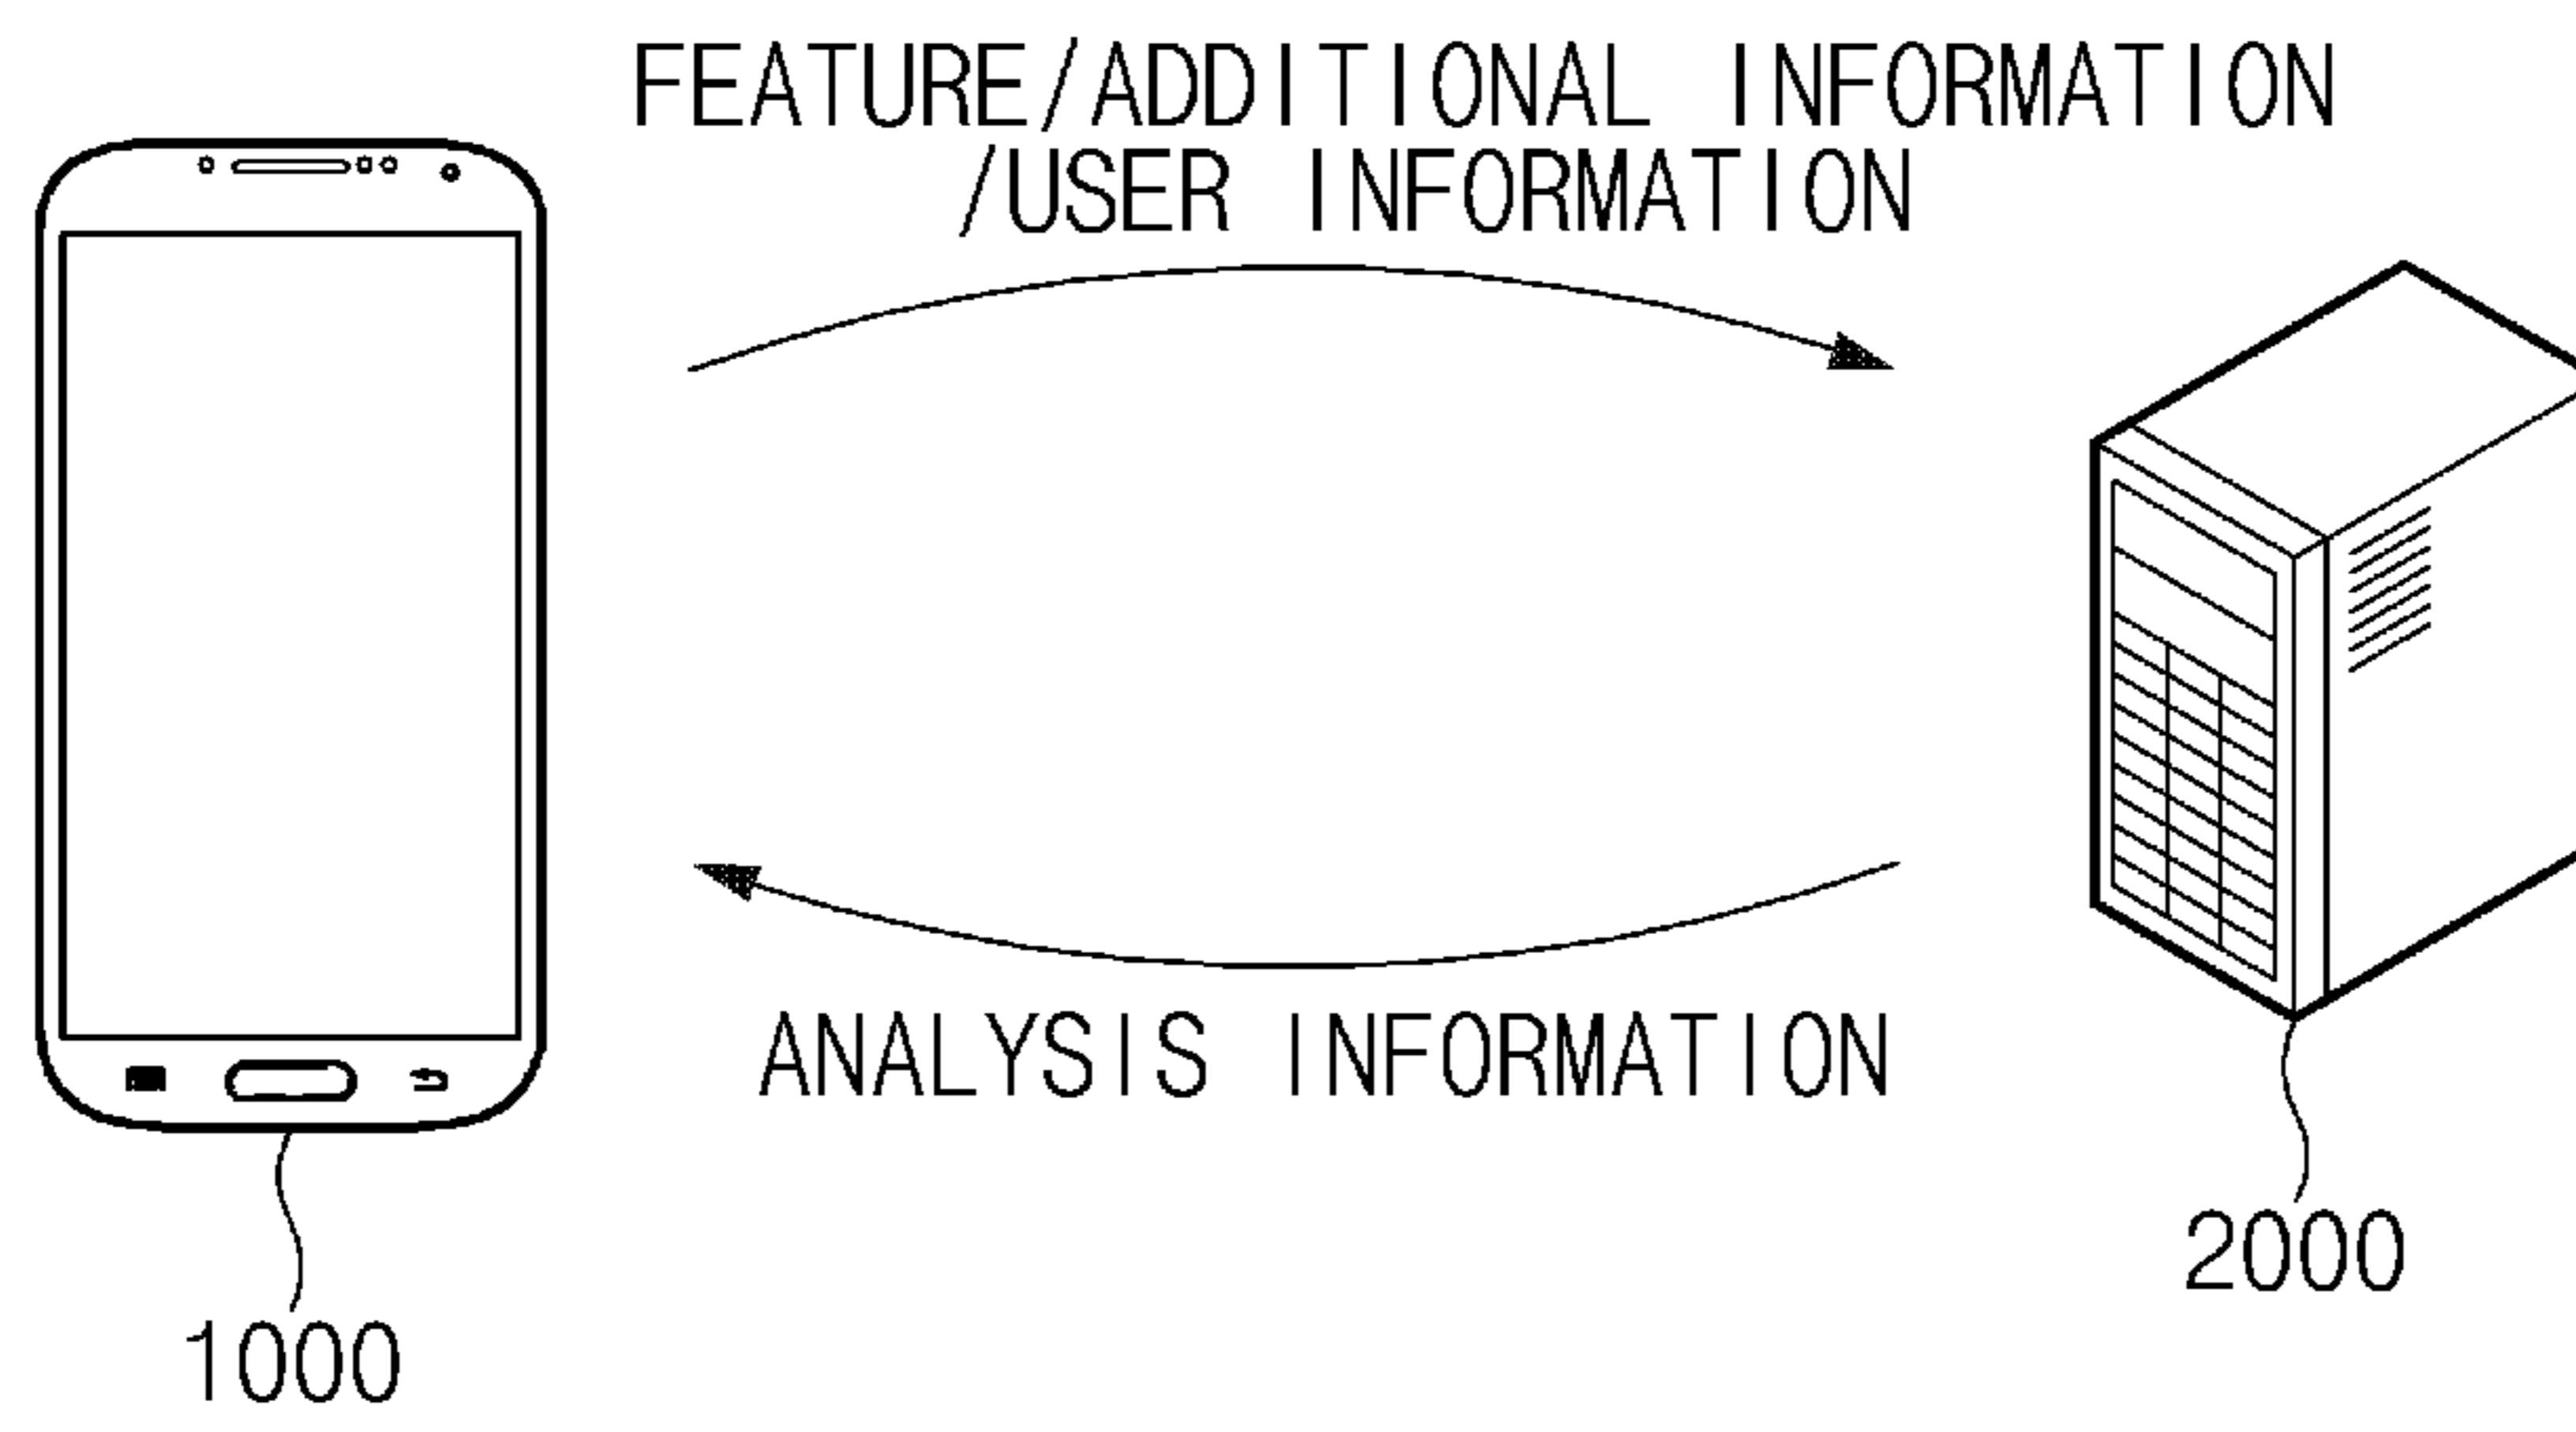 FEATURE/ADDITIONAL INFORMATION
/USER INFORMATION
ANALYSIS INFORMATION
2000
1000